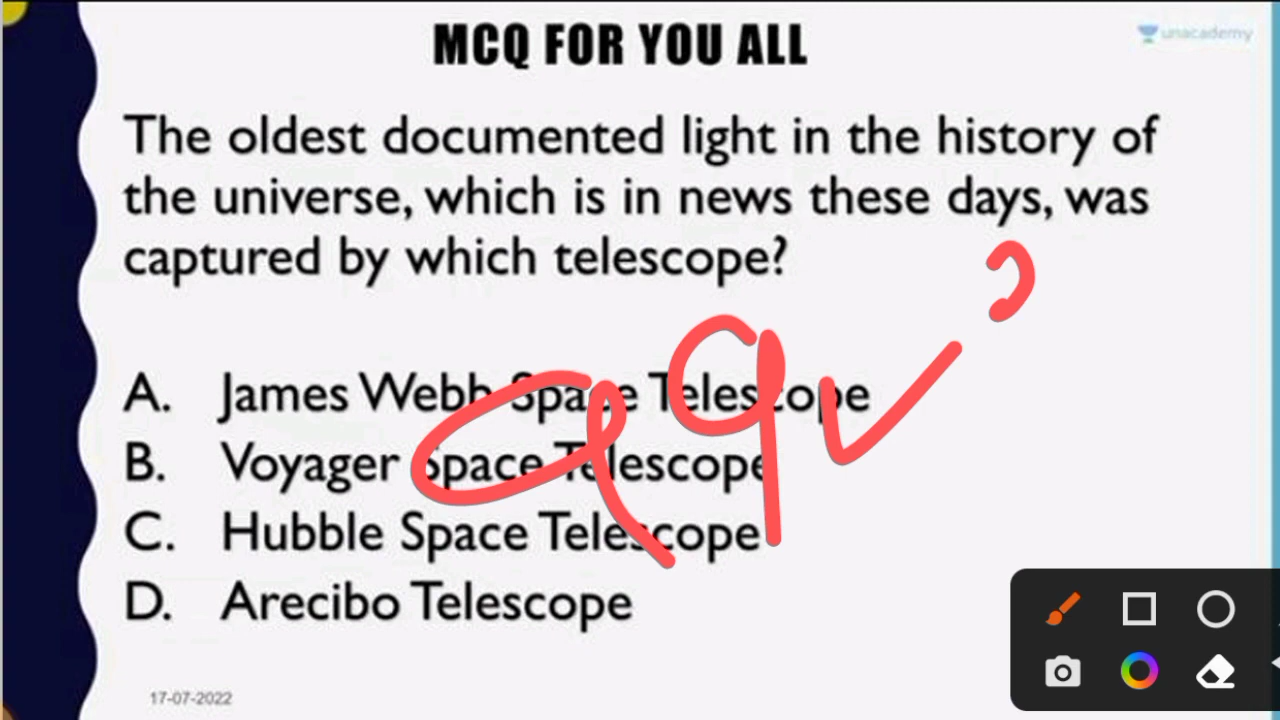 MCQ FOR YOU ALL
unacademy
The oldest documented light in the history of
the universe, which is in news these days, was
captured by which telescope?
A. James Webb Space Telescope
B. Voyager Space Telescope
C. Hubble Space Telescope
D. Arecibo Telescope
17-07-2022